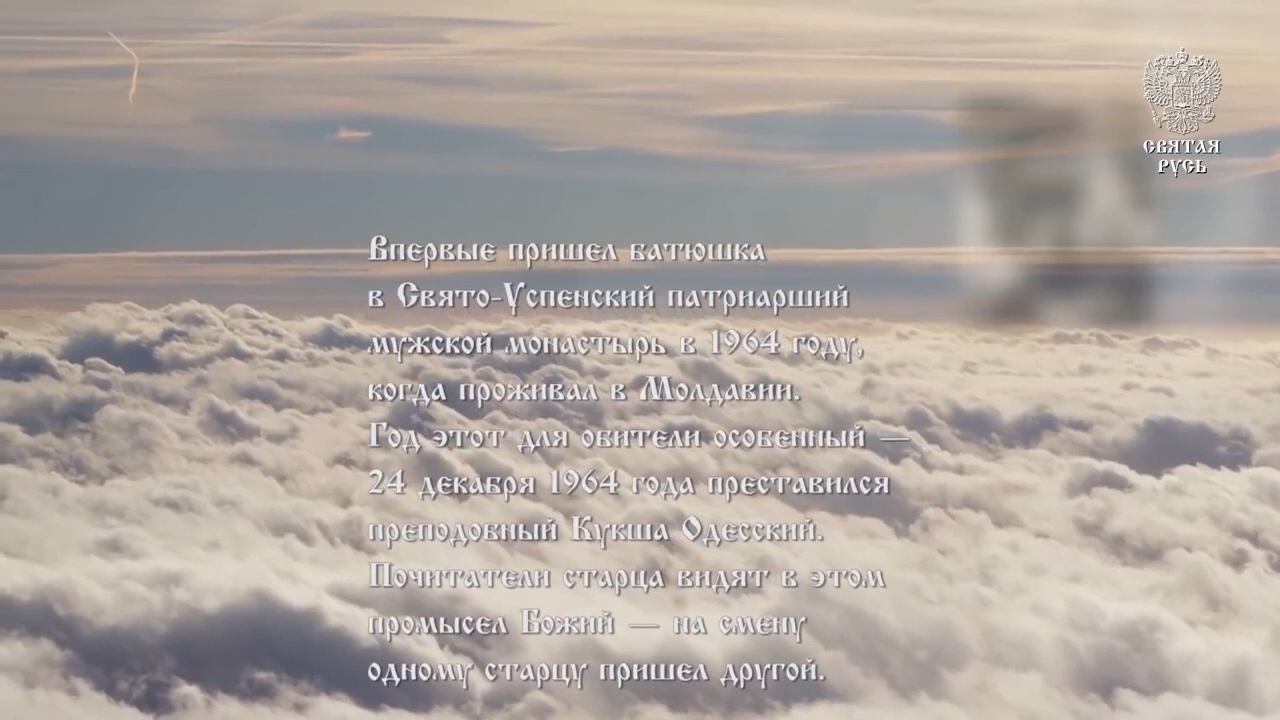 СВЯТАЯ
РУСЬ
Впервые пришел батюшка
в Свято-Успенский патриарший
мужской монастырь в 1964 году,
когда проживал в Молдавии.
Год этот для обители особенный —
24 декабря 1964 года преставился
преподобный Кукша Одесский.
Почитатели старца видят в этом
промысел Божий — на смену
одному старцу пришел другой.